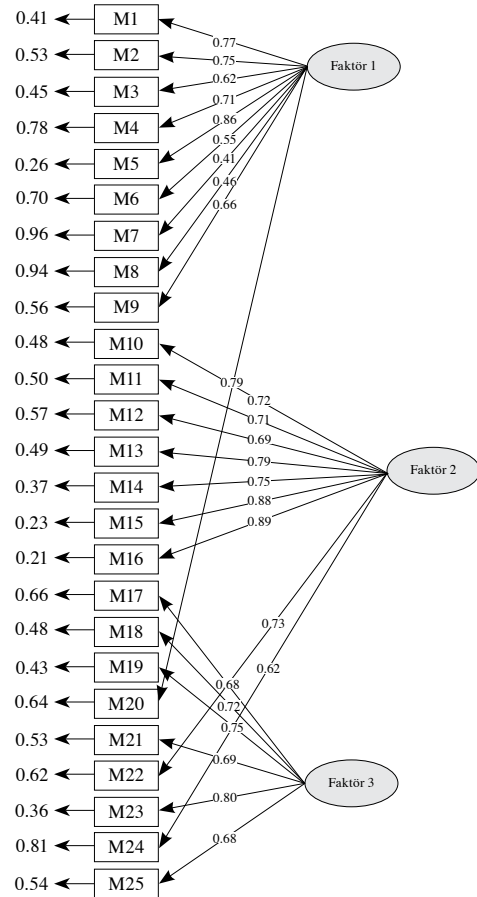 0.41 M1
0.77
0.53 M2
0.75
Faktör 1
0.45 M3
0.62
0.71
0.78 M4
0.86
0.26 M5
0.55
0.41
0.70 M6
0.46
0.66
0.96 M7
0.94 M8
0.56 M9
0.48 M10
0.50 M11
0.79
0.72
0.57 M12
0.71
0.69
0.49 M13
0.79
Faktör 2
0.37 M14
0.75
0.88
0.23 M15
0.89
0.21 M16
0.66 M17
0.73
0.48 M18
0.43 M19
0.62
0.68
0.64 M20
0.72
0.53 M21
0.75
0.69
0.62 M22
Faktör 3
0.36 M23
0.80
0.81 M24
0.68
0.54 M25